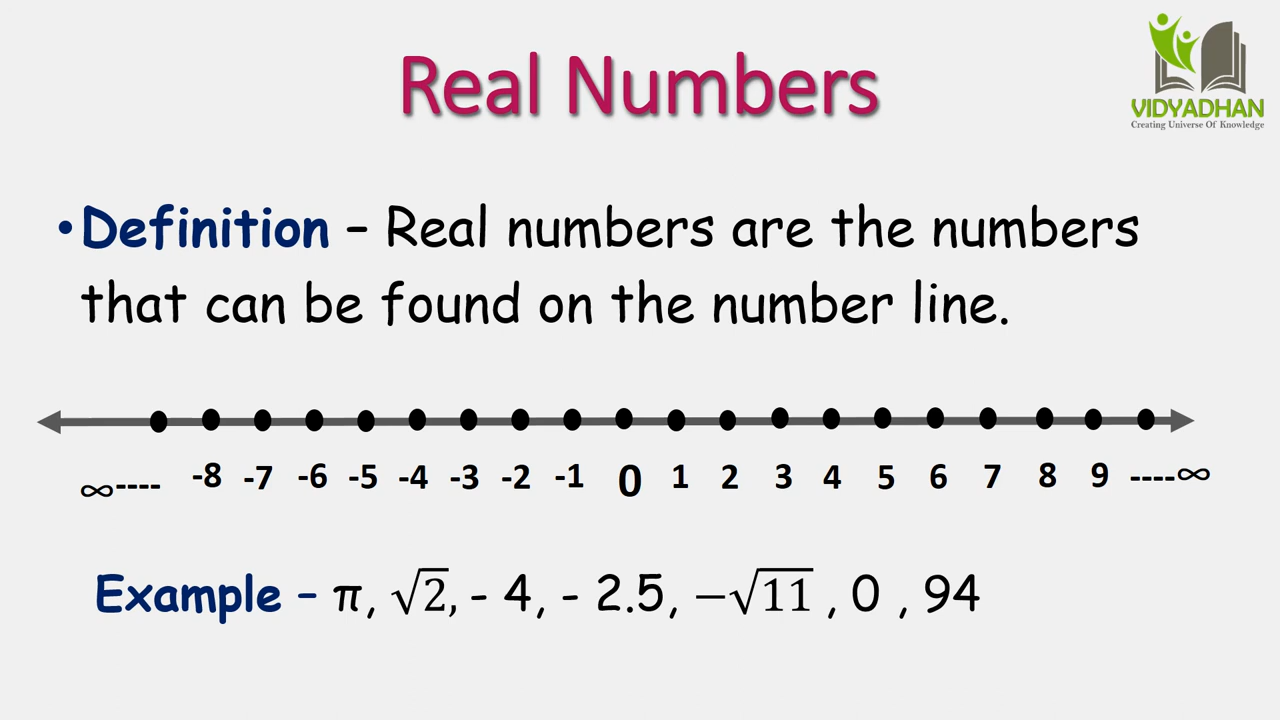 Real Numbers
VIDYADHAN
Creating Universe Of Knowledge
•Definition – Real numbers are the numbers
that can be found on the number line.
∞---- -8 -7 -6 -5 -4 -3 -2 -1 0 1 2 3 4 5 6 7 8 9 ----∞
Example – π, √2, - 4, - 2.5, −√11 , 0 , 94